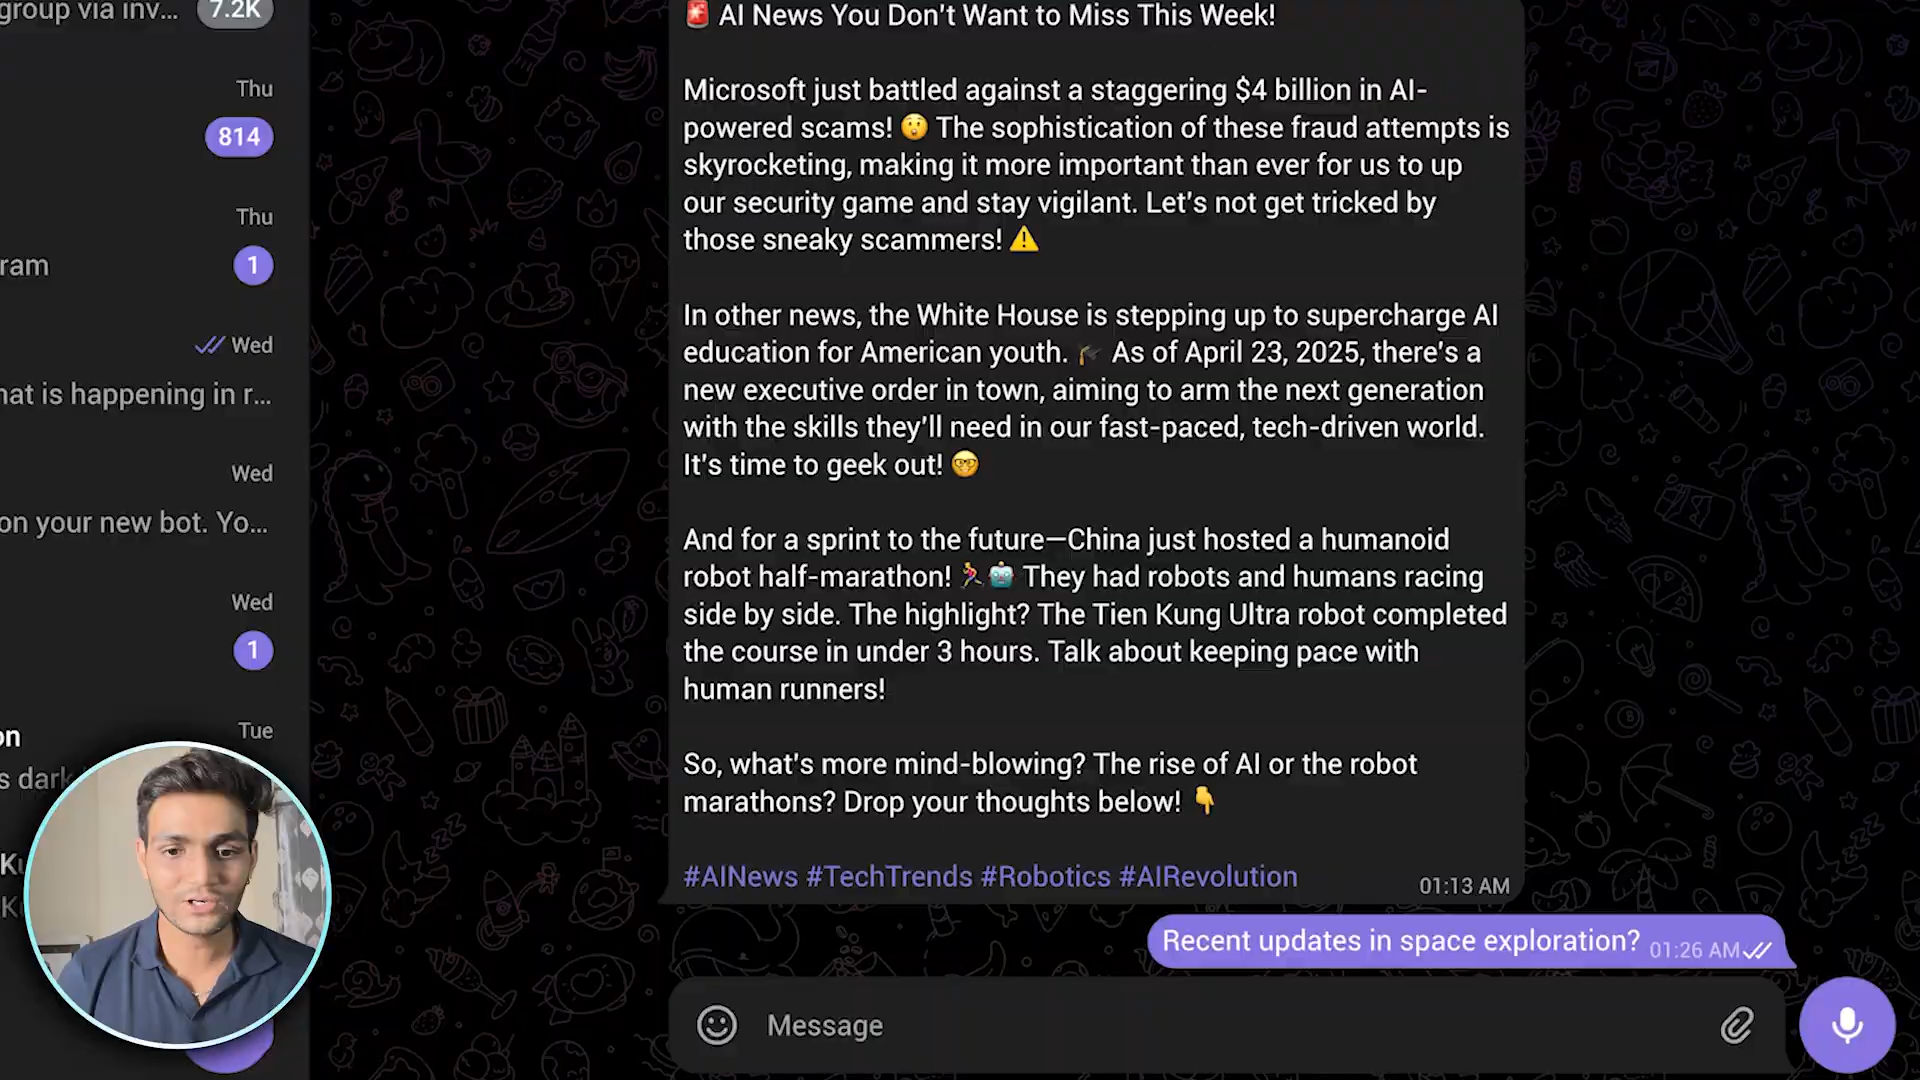 group via inv...
7.2K
Thu
814
Thu
ram
1
Wed
hat is happening in r...
Wed
on your new bot. Yo...
Wed
1
on
Tue
s dark
Ku
K
🚨 AI News You Don't Want to Miss This Week!
Microsoft just battled against a staggering $4 billion in AI-
powered scams! 😲 The sophistication of these fraud attempts is
skyrocketing, making it more important than ever for us to up
our security game and stay vigilant. Let's not get tricked by
those sneaky scammers! ⚠️
In other news, the White House is stepping up to supercharge AI
education for American youth. 🎓 As of April 23, 2025, there's a
new executive order in town, aiming to arm the next generation
with the skills they'll need in our fast-paced, tech-driven world.
It's time to geek out! 🤓
And for a sprint to the future—China just hosted a humanoid
robot half-marathon! 🏃‍♂️🤖 They had robots and humans racing
side by side. The highlight? The Tien Kung Ultra robot completed
the course in under 3 hours. Talk about keeping pace with
human runners!
So, what's more mind-blowing? The rise of AI or the robot
marathons? Drop your thoughts below! 👇
#AINews #TechTrends #Robotics #AIRevolution
01:13 AM
Recent updates in space exploration? 01:26 AM
Message